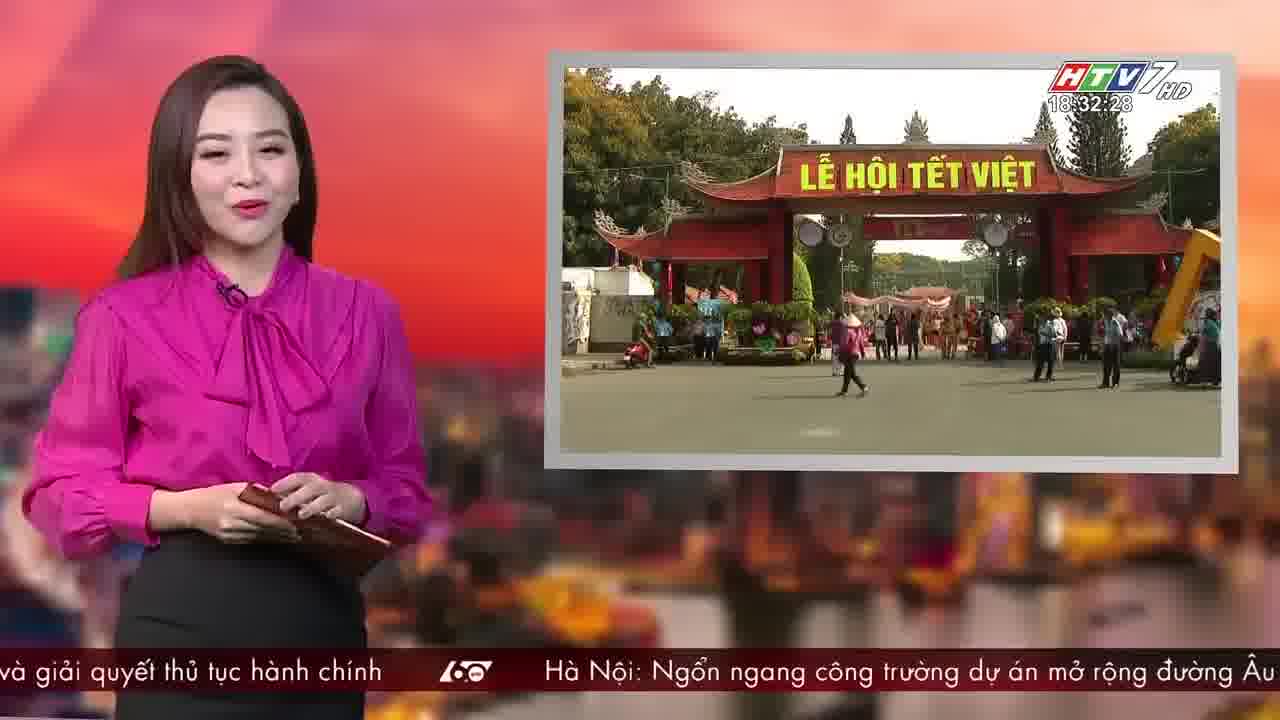 HTV7 HD
18:32:28
LỄ HỘI TẾT VIỆT
và giải quyết thủ tục hành chính
60
Hà Nội: Ngổn ngang công trường dự án mở rộng đường Âu